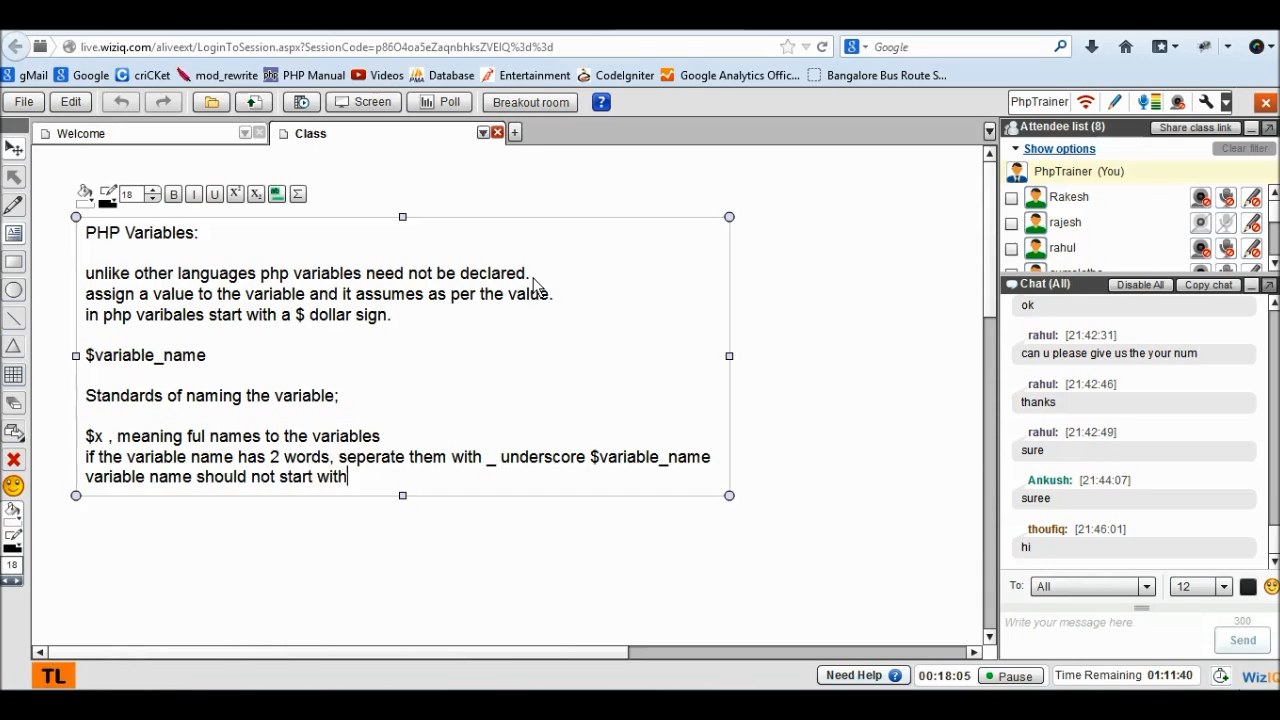 live.wiziq.com/aliveext/LoginToSession.aspx?SessionCode=p86O4oa5eZaqnbhksZVEIQ%3d%3d
Google
gMail
Google
criCKet
mod_rewrite
PHP Manual
Videos
Database
Entertainment
CodeIgniter
Google Analytics Offic...
Bangalore Bus Route S...
File
Edit
Screen
Poll
Breakout room
PhpTrainer
Welcome
Class
18
B
I
U
PHP Variables:
unlike other languages php variables need not be declared.
assign a value to the variable and it assumes as per the value.
in php varibales start with a $ dollar sign.
$variable_name
Standards of naming the variable;
$x , meaning ful names to the variables
if the variable name has 2 words, seperate them with _ underscore $variable_name
variable name should not start with
18
Attendee list (8)
Share class link
Show options
Clear filter
PhpTrainer (You)
Rakesh
rajesh
rahul
Chat (All)
Disable All
Copy chat
ok
rahul: [21:42:31]
can u please give us the your num
rahul: [21:42:46]
thanks
rahul: [21:42:49]
sure
Ankush: [21:44:07]
suree
thoufiq: [21:46:01]
hi
To:
All
12
Write your message here.
300
Send
TL
Need Help
00:18:05
Pause
Time Remaining
01:11:40